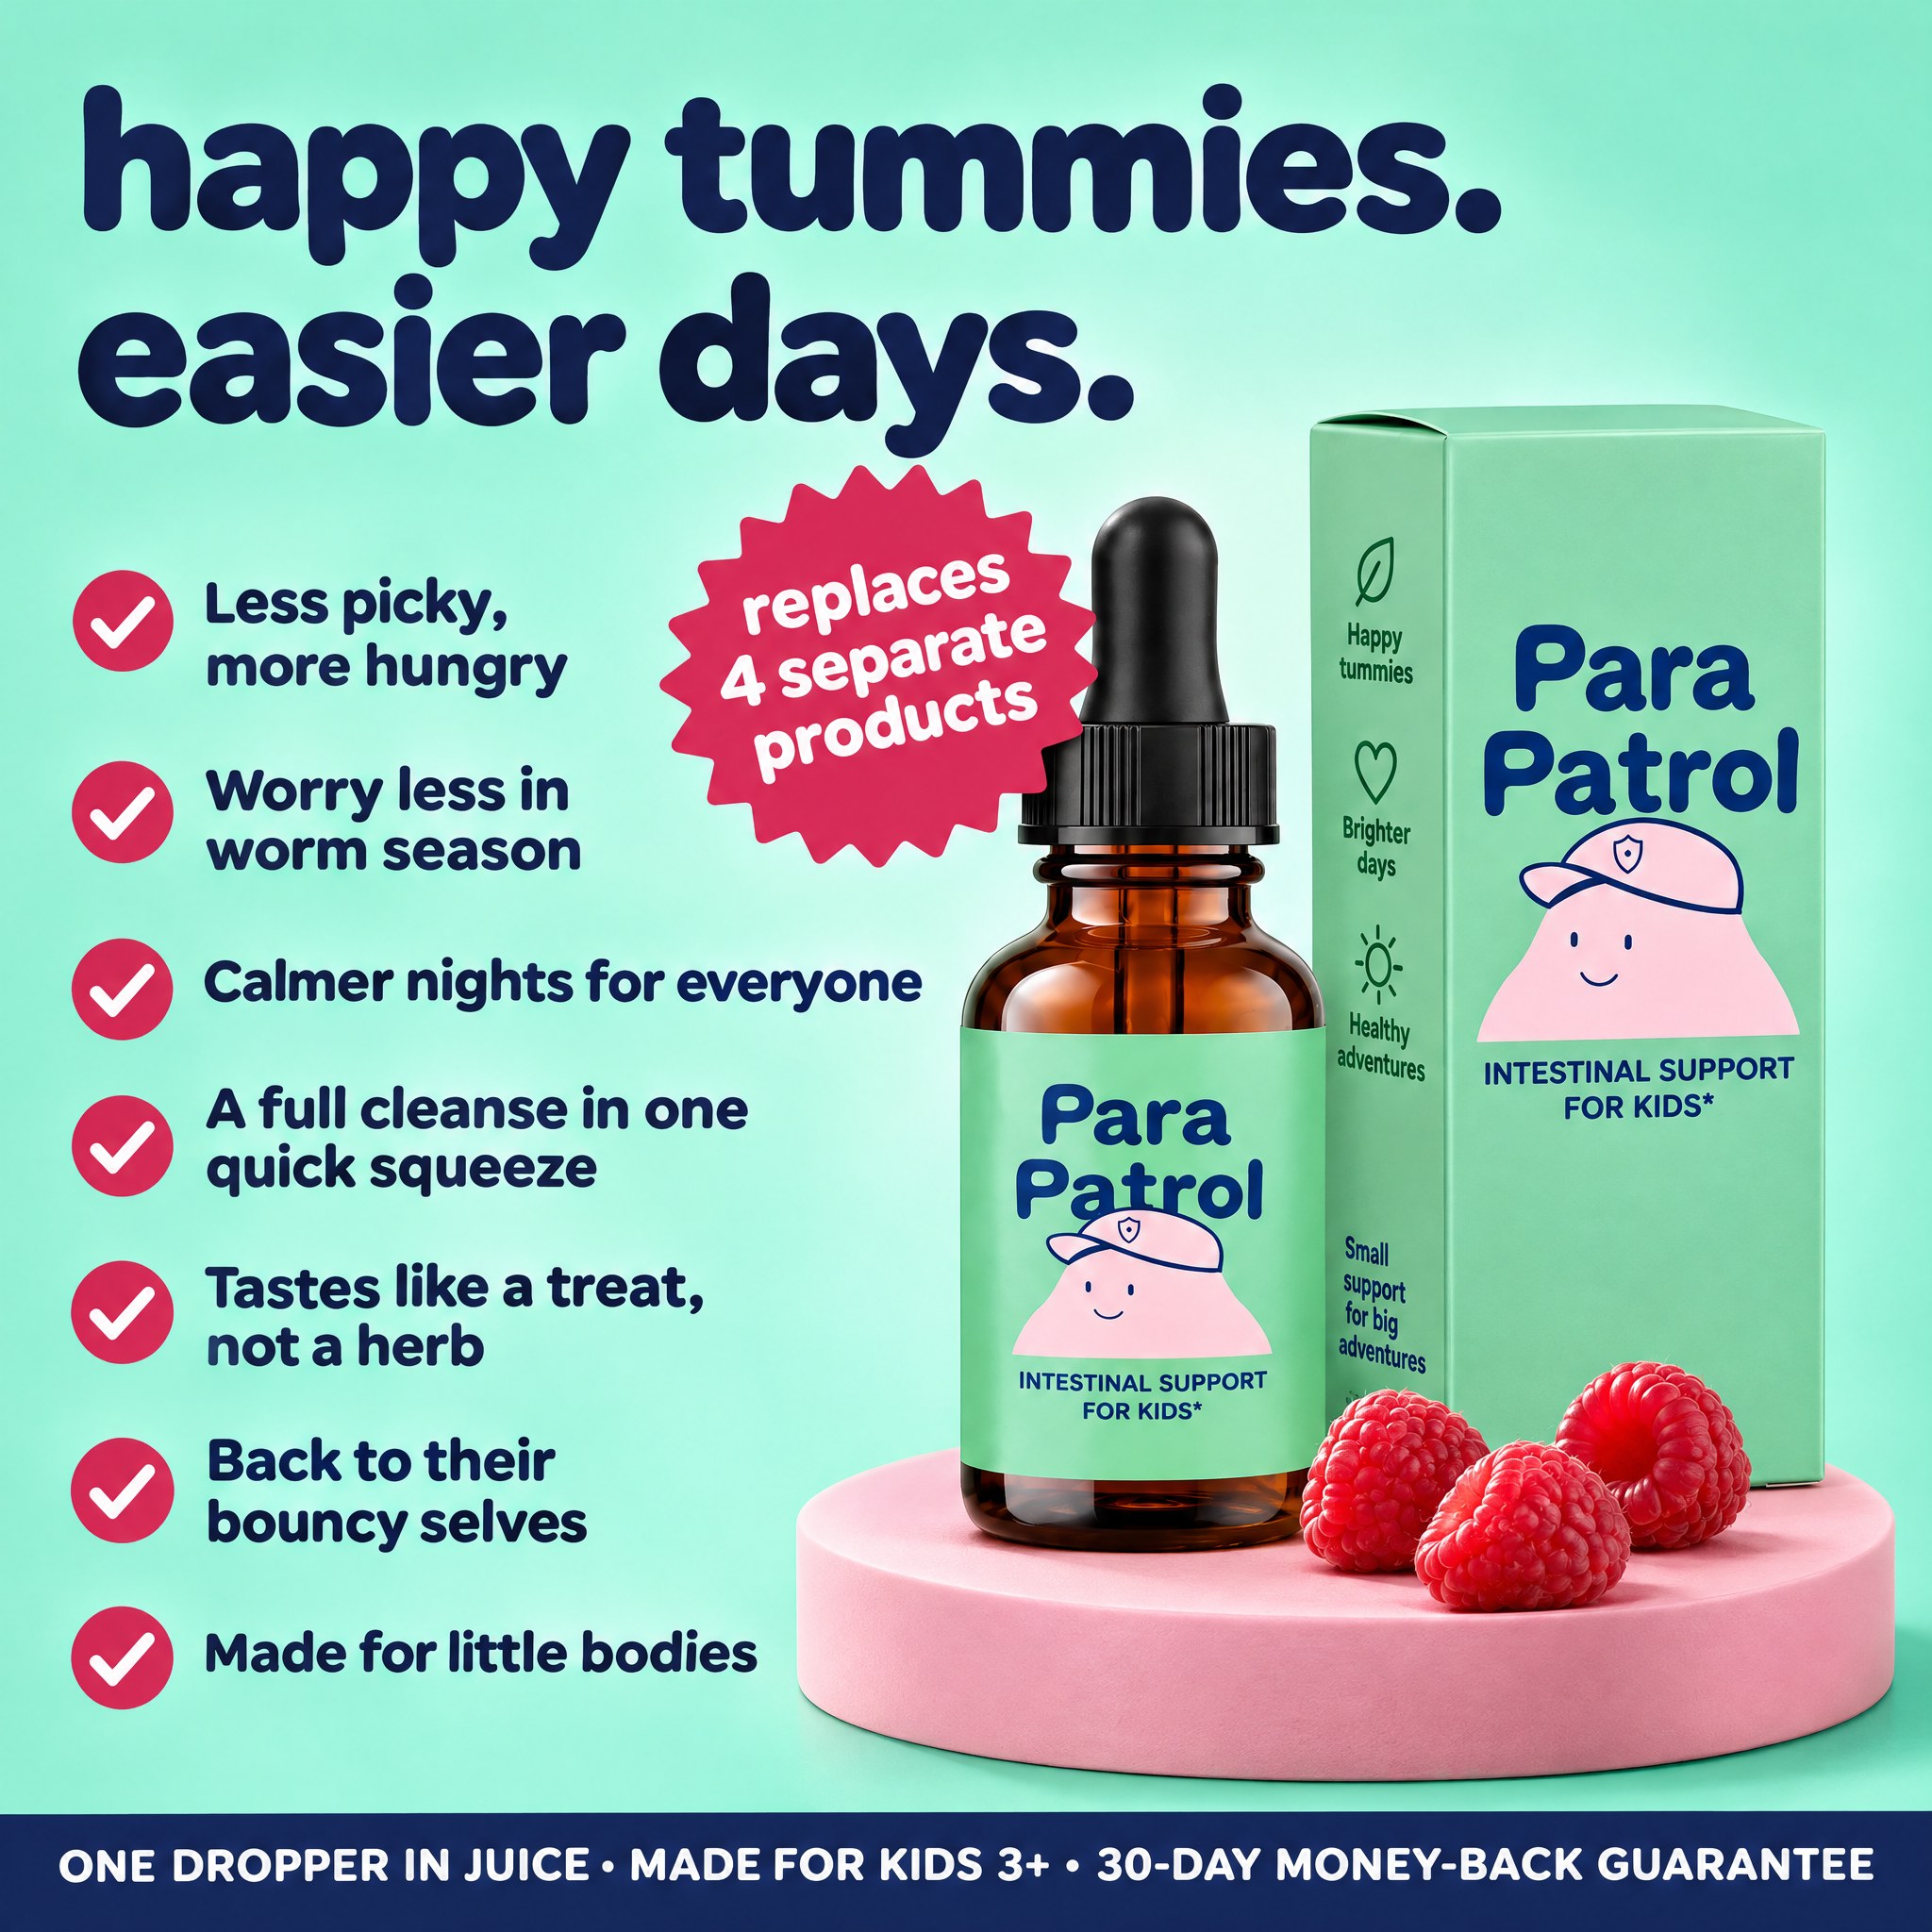 happy tummies.
easier days.
Less picky,
more hungry
Worry less in
worm season
Calmer nights for everyone
A full cleanse in one
quick squeeze
Tastes like a treat,
not a herb
Back to their
bouncy selves
Made for little bodies
replaces
4 separate
products
Para
Patrol
INTESTINAL SUPPORT
FOR KIDS*
Happy
tummies
Brighter
days
Healthy
adventures
Small
support
for big
adventures
Para
Patrol
INTESTINAL SUPPORT
FOR KIDS*
ONE DROPPER IN JUICE • MADE FOR KIDS 3+ • 30-DAY MONEY-BACK GUARANTEE